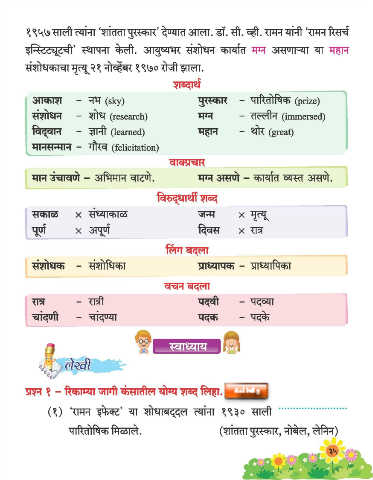 १९५७ साली त्यांना 'शांतता पुरस्कार' देण्यात आला. डॉ. सी. व्ही. रामन यांनी 'रामन रिसर्च
इन्स्टिट्यूटची' स्थापना केली. आयुष्यभर संशोधन कार्यात मग्न असणाऱ्या या महान
संशोधकाचा मृत्यू २१ नोव्हेंबर १९७० रोजी झाला.
शब्दार्थ
आकाश – नभ (sky) पुरस्कार – पारितोषिक (prize)
संशोधन – शोध (research) मग्न – तल्लीन (immersed)
विद्वान – ज्ञानी (learned) महान – थोर (great)
मानसन्मान – गौरव (felicitation)
वाक्प्रचार
मान उंचावणे – अभिमान वाटणे. मग्न असणे – कार्यात व्यस्त असणे.
विरुद्धार्थी शब्द
सकाळ × संध्याकाळ जन्म × मृत्यू
पूर्ण × अपूर्ण दिवस × रात्र
लिंग बदला
संशोधक – संशोधिका प्राध्यापक – प्राध्यापिका
वचन बदला
रात्र – रात्री पदवी – पदव्या
चांदणी – चांदण्या पदक – पदके
स्वाध्याय
लेखी
प्रश्न १ – रिकाम्या जागी कंसातील योग्य शब्द लिहा.
(१) 'रामन इफेक्ट' या शोधाबद्दल त्यांना १९३० साली ....................
पारितोषिक मिळाले. (शांतता पुरस्कार, नोबेल, लेनिन)